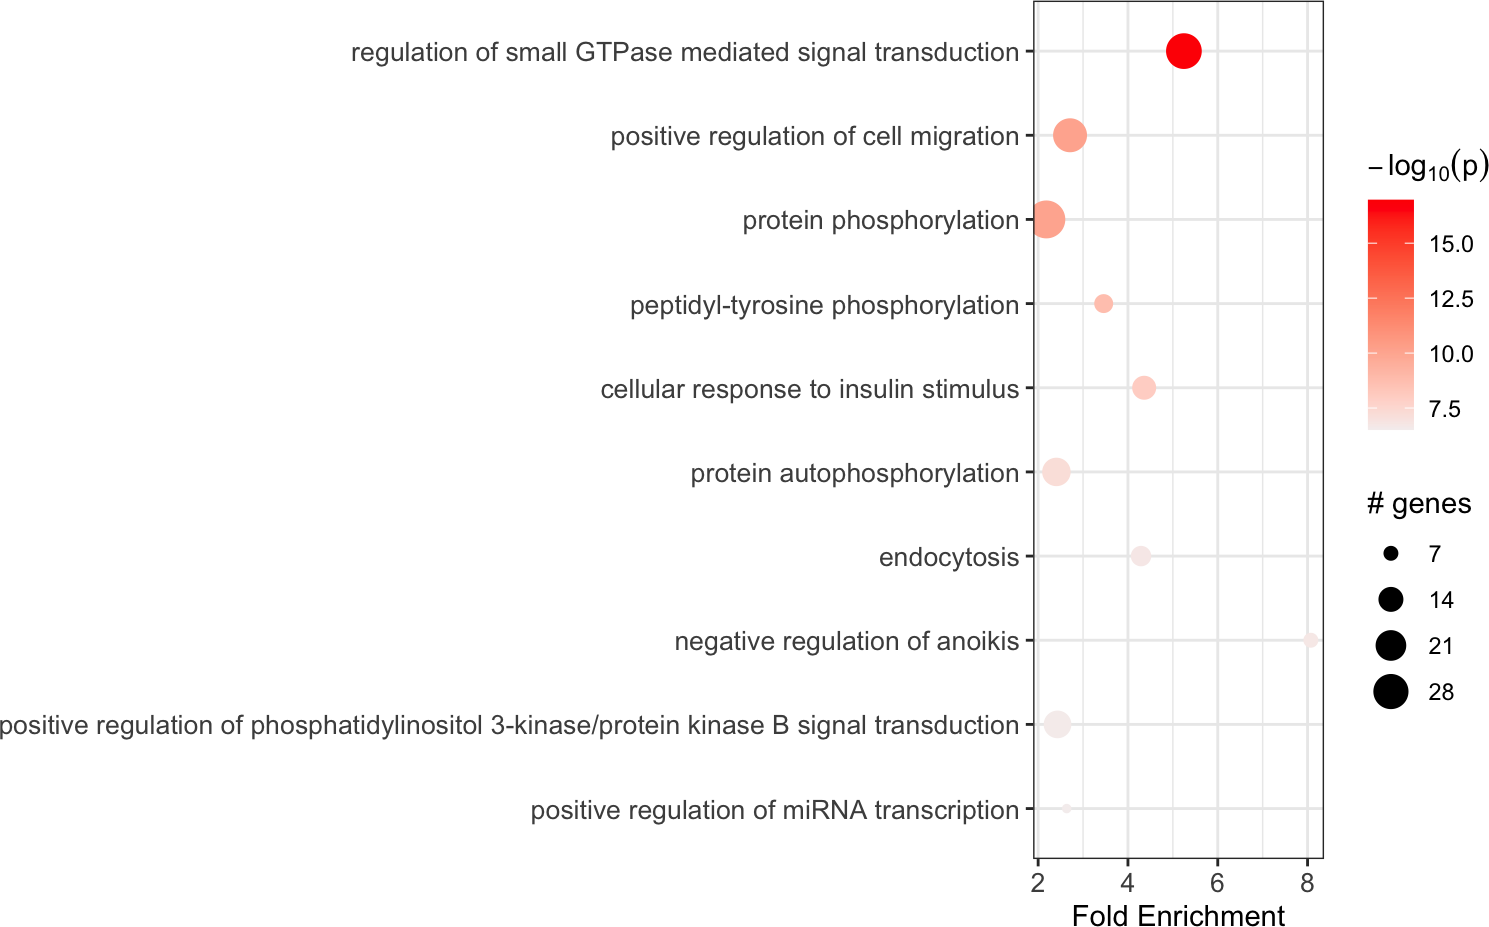 regulation of small GTPase mediated signal transduction
positive regulation of cell migration
protein phosphorylation
peptidyl-tyrosine phosphorylation
cellular response to insulin stimulus
protein autophosphorylation
endocytosis
negative regulation of anoikis
positive regulation of phosphatidylinositol 3-kinase/protein kinase B signal transduction
positive regulation of miRNA transcription
2 4 6 8
Fold Enrichment
−log₁₀(p)
15.0
12.5
10.0
7.5
# genes
7
14
21
28